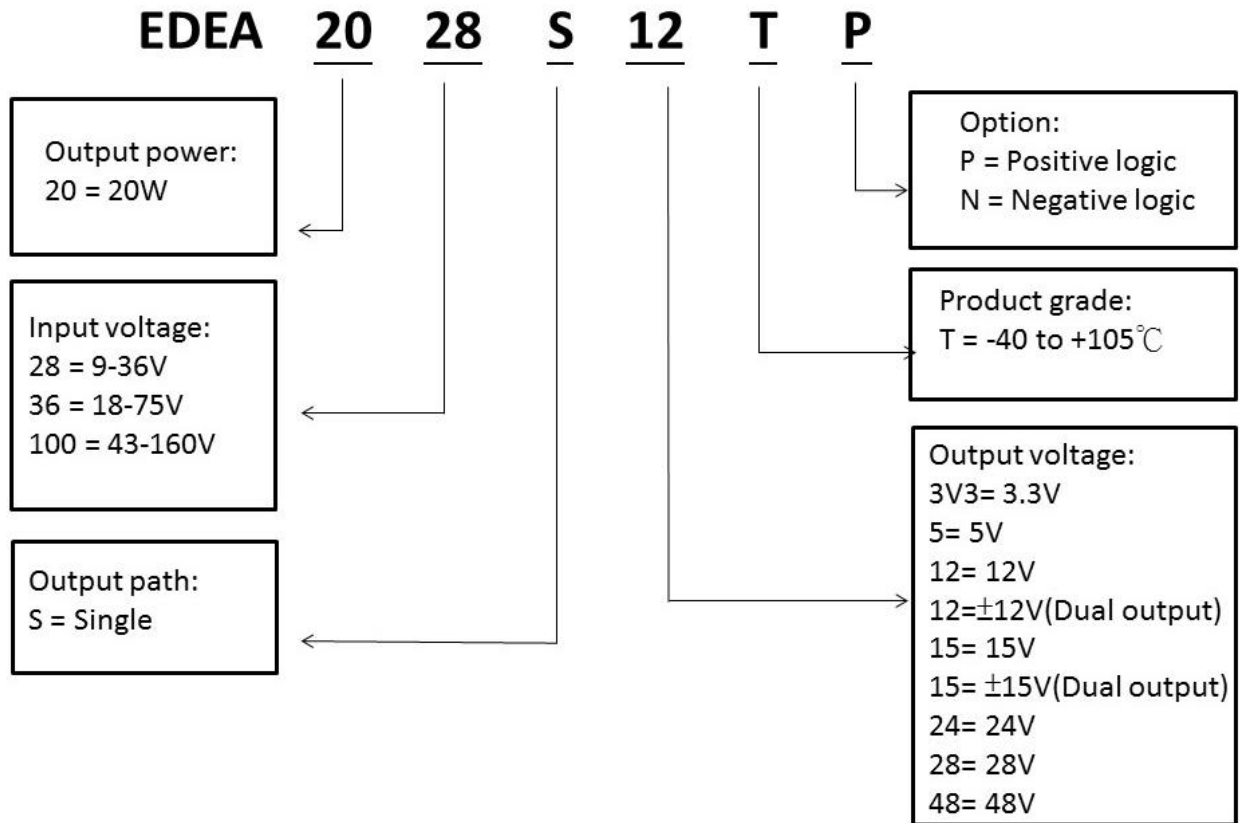 EDEA 20 28 S 12 T P
Output power:
20 = 20W
Input voltage:
28 = 9-36V
36 = 18-75V
100 = 43-160V
Output path:
S = Single
Option:
P = Positive logic
N = Negative logic
Product grade:
T = -40 to +105℃
Output voltage:
3V3= 3.3V
5= 5V
12= 12V
12=±12V(Dual output)
15= 15V
15= ±15V(Dual output)
24= 24V
28= 28V
48= 48V